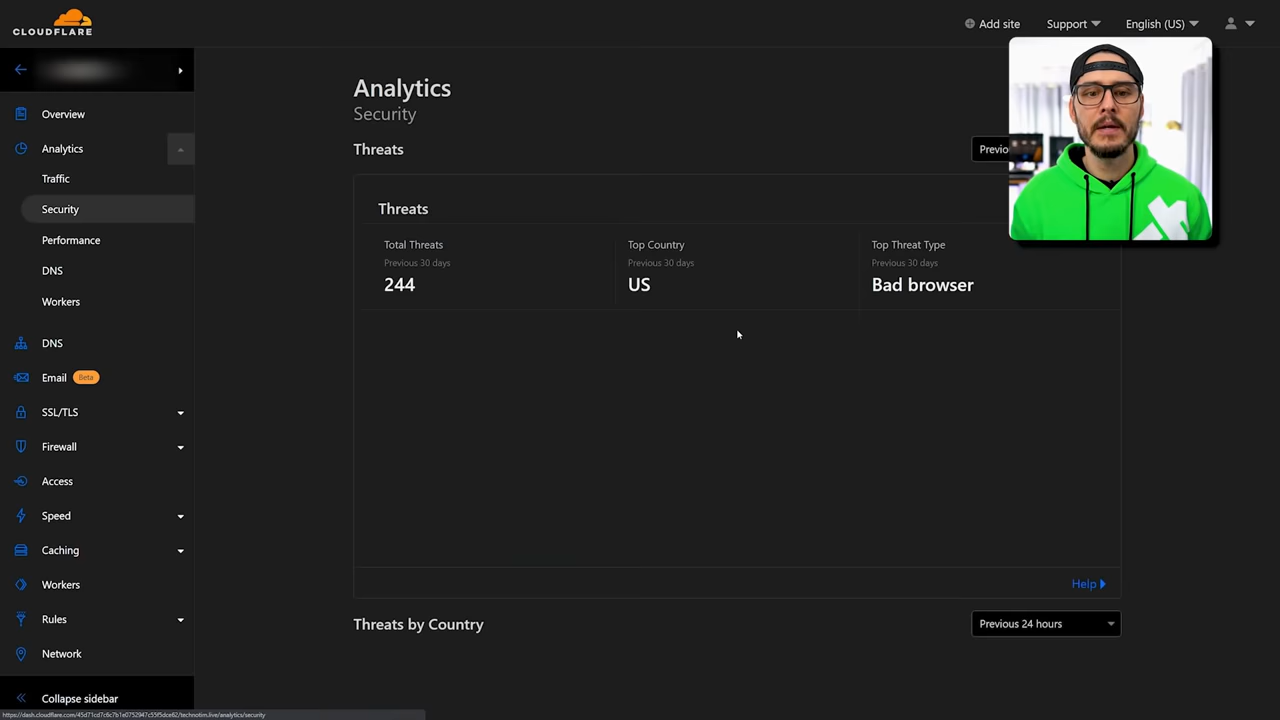 CLOUDFLARE
Add site
Support
English (US)
Overview
Analytics
Traffic
Security
Performance
DNS
Workers
DNS
Email Beta
SSL/TLS
Firewall
Access
Speed
Caching
Workers
Rules
Network
Collapse sidebar
Analytics
Security
Threats
Threats
Total Threats
Previous 30 days
244
Top Country
Previous 30 days
US
Top Threat Type
Previous 30 days
Bad browser
Help
Threats by Country
Previous 24 hours